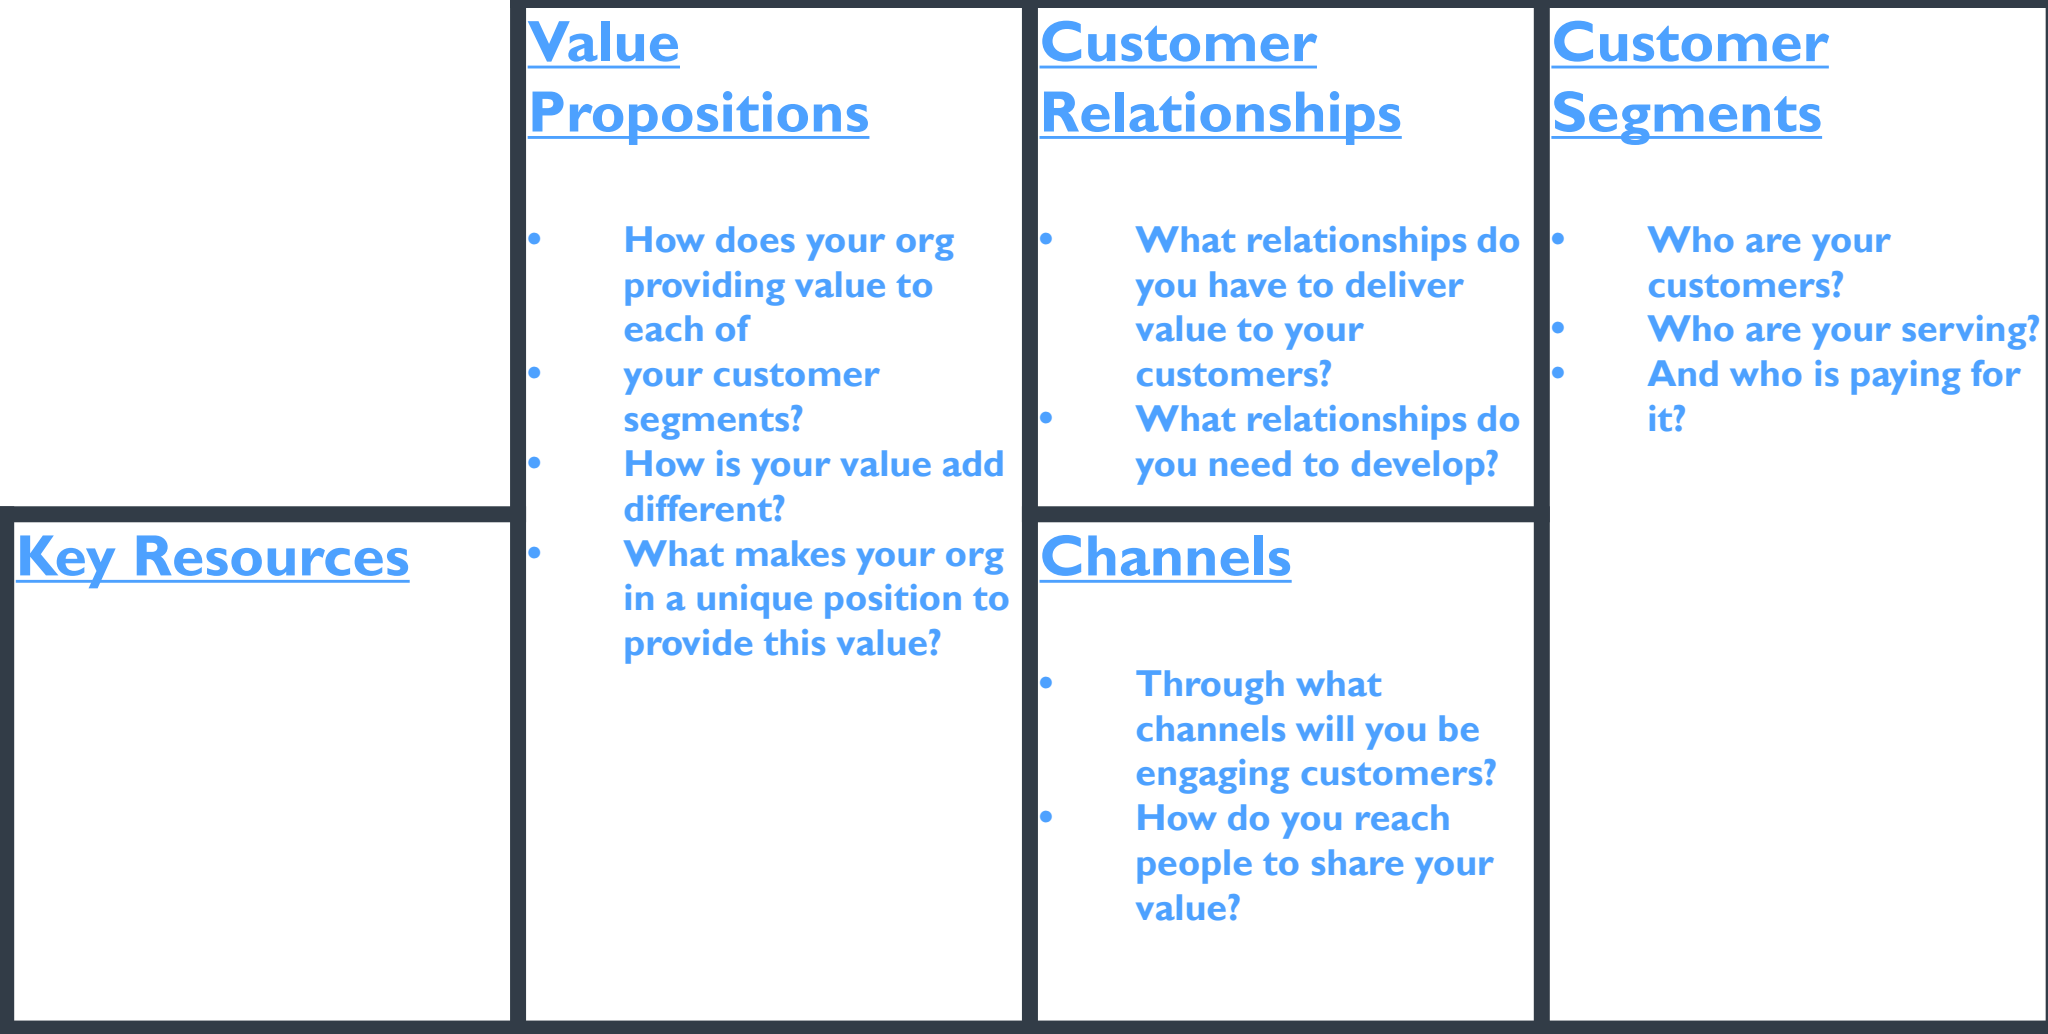 Value
Propositions
• How does your org
providing value to
each of
• your customer
segments?
• How is your value add
different?
• What makes your org
in a unique position to
provide this value?
Customer
Relationships
• What relationships do
you have to deliver
value to your
customers?
• What relationships do
you need to develop?
Customer
Segments
• Who are your
customers?
• Who are your serving?
• And who is paying for
it?
Key Resources
Channels
• Through what
channels will you be
engaging customers?
• How do you reach
people to share your
value?